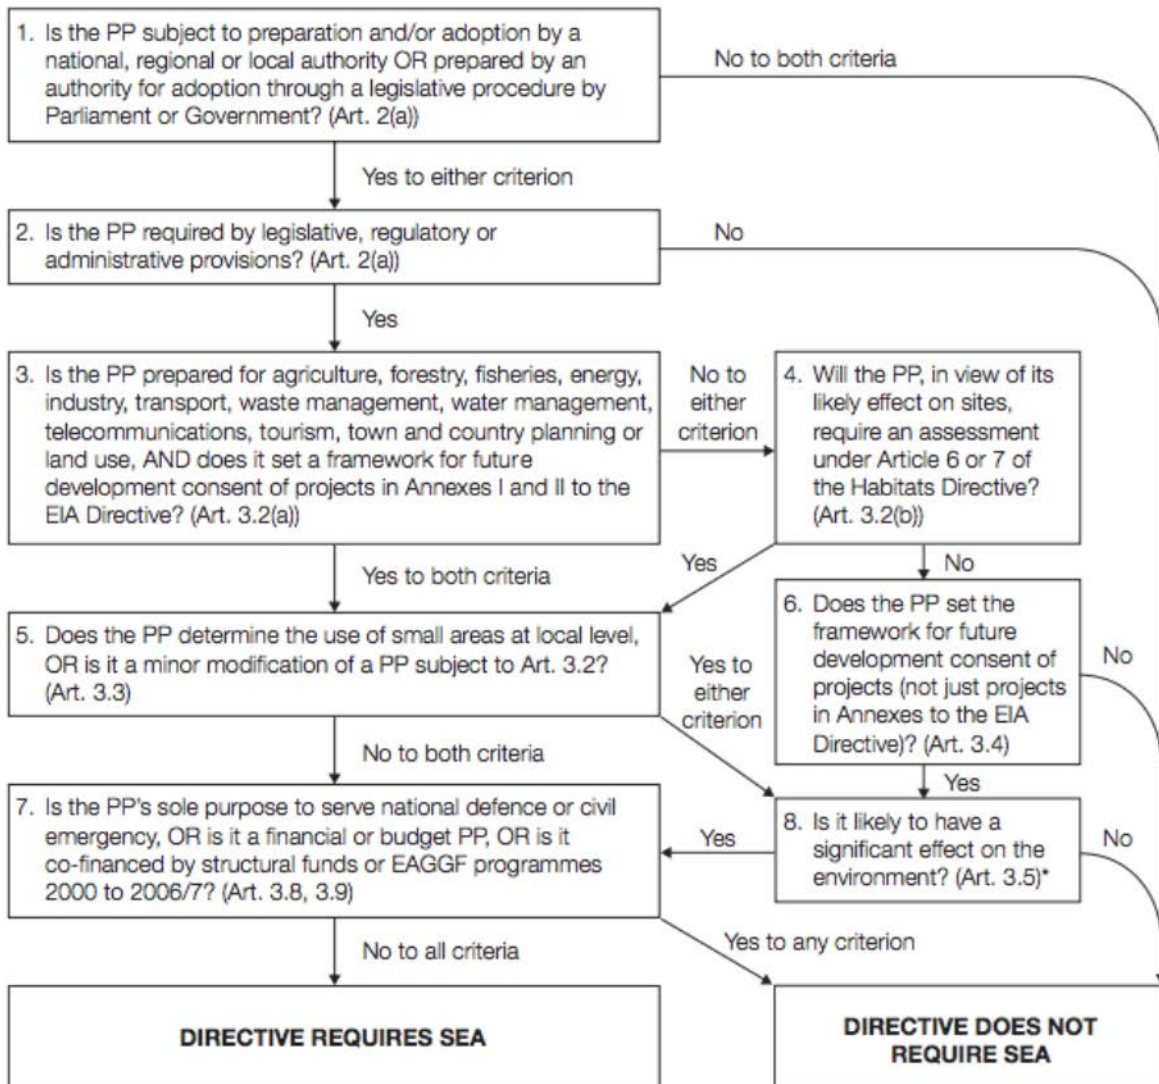 1. Is the PP subject to preparation and/or adoption by a
national, regional or local authority OR prepared by an
authority for adoption through a legislative procedure by
Parliament or Government? (Art. 2(a))
No to both criteria
Yes to either criterion
2. Is the PP required by legislative, regulatory or
administrative provisions? (Art. 2(a))
No
Yes
3. Is the PP prepared for agriculture, forestry, fisheries, energy,
industry, transport, waste management, water management,
telecommunications, tourism, town and country planning or
land use, AND does it set a framework for future
development consent of projects in Annexes I and II to the
EIA Directive? (Art. 3.2(a))
No to
either
criterion
4. Will the PP, in view of its
likely effect on sites,
require an assessment
under Article 6 or 7 of
the Habitats Directive?
(Art. 3.2(b))
Yes to both criteria
Yes
No
5. Does the PP determine the use of small areas at local level,
OR is it a minor modification of a PP subject to Art. 3.2?
(Art. 3.3)
Yes to
either
criterion
6. Does the PP set the
framework for future
development consent of
projects (not just projects
in Annexes to the EIA
Directive)? (Art. 3.4)
No
No to both criteria
Yes
7. Is the PP's sole purpose to serve national defence or civil
emergency, OR is it a financial or budget PP, OR is it
co-financed by structural funds or EAGGF programmes
2000 to 2006/7? (Art. 3.8, 3.9)
Yes
8. Is it likely to have a
significant effect on the
environment? (Art. 3.5)*
No
No to all criteria
Yes to any criterion
DIRECTIVE REQUIRES SEA
DIRECTIVE DOES NOT
REQUIRE SEA